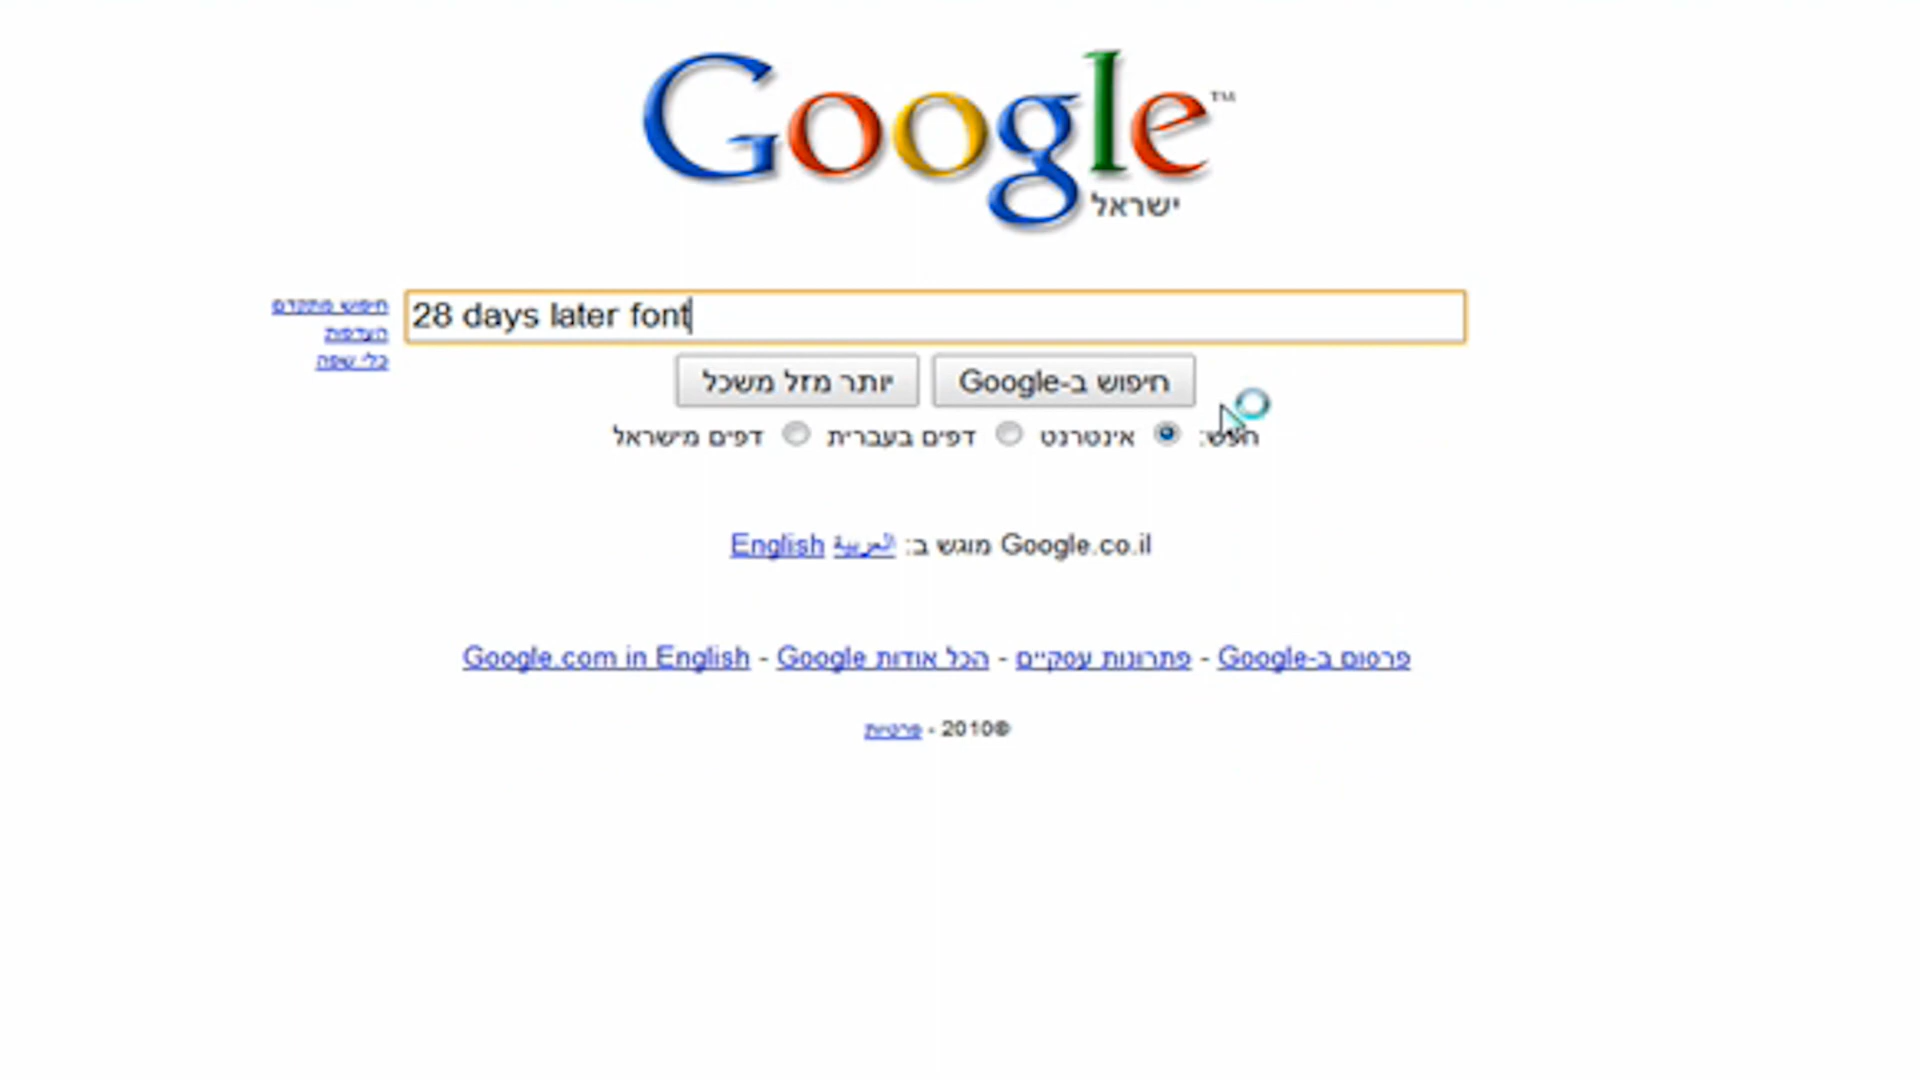 Google™
ישראל
28 days later font
חיפוש מתקדם
העדפות
כלי שפה
חיפוש ב-Google יותר מזל משכל
חפש: אינטרנט דפים בעברית דפים מישראל
Google.co.il מוגש ב: العربية English
פרסום ב-Google - פתרונות עסקיים - הכל אודות Google - Google.com in English
©2010 - פרטיות